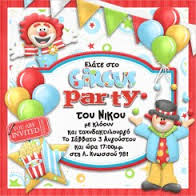 Ελάτε στο
CIRCUS
Party
του Νίκου
με κλόουν
και ταχυδακτυλουργό
Το Σάββατο 3 Αυγούστου
και ώρα 17:00μμ.
στη Λ. Κνωσσού 981
YOU ARE
INVITED!